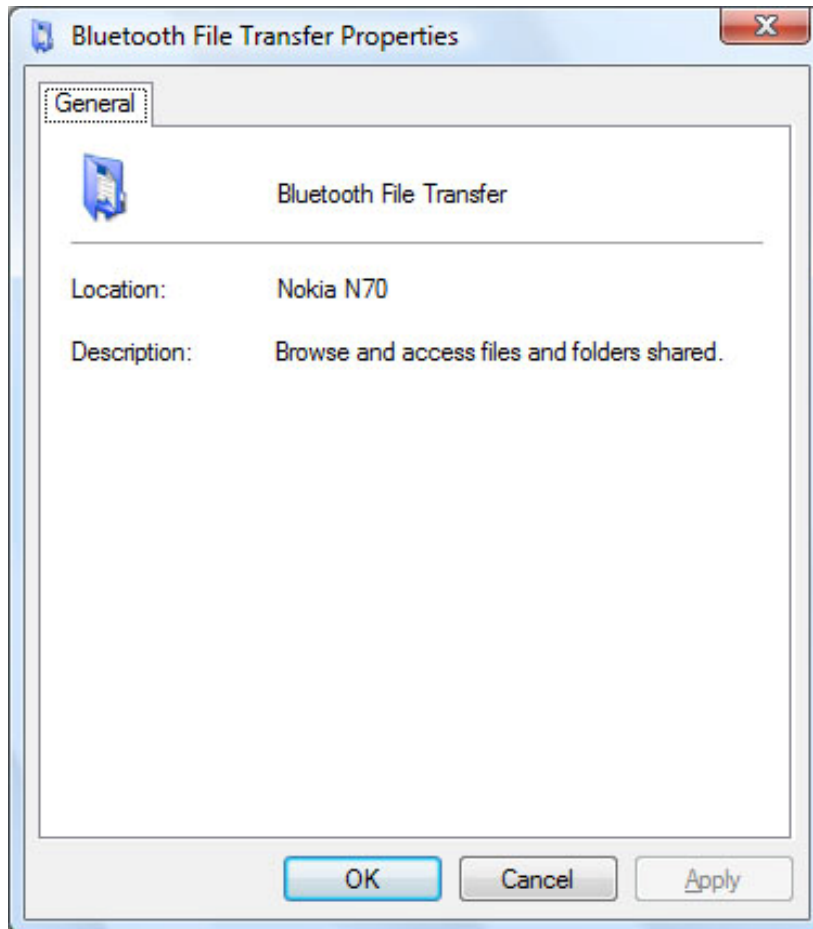 Bluetooth File Transfer Properties
General
Bluetooth File Transfer
Location: Nokia N70
Description: Browse and access files and folders shared.
OK Cancel Apply